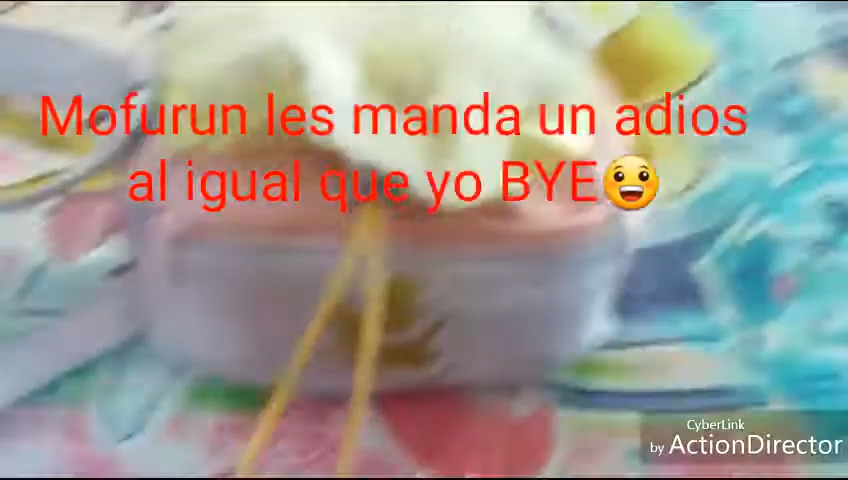 Mofurun les manda un adios
al igual que yo BYE😀
CyberLink
by ActionDirector